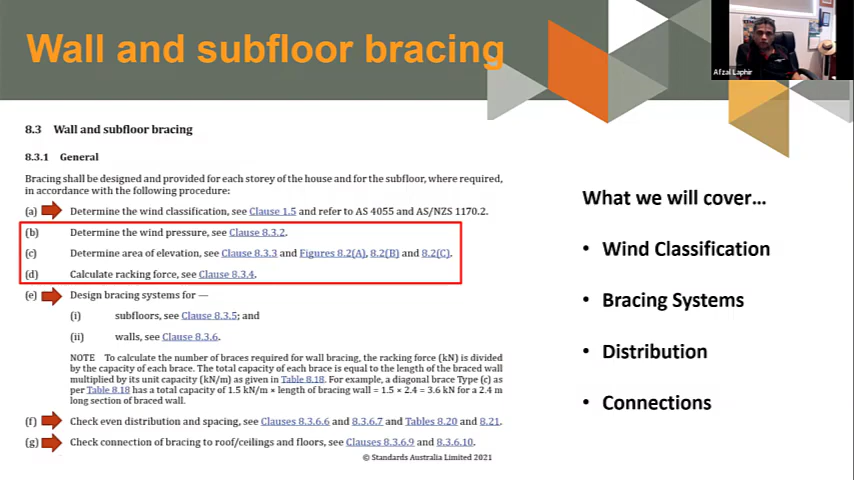 Wall and subfloor bracing
Afzal Laphir
8.3 Wall and subfloor bracing
8.3.1 General
Bracing shall be designed and provided for each storey of the house and for the subfloor, where required,
in accordance with the following procedure:
(a) Determine the wind classification, see Clause 1.5 and refer to AS 4055 and AS/NZS 1170.2.
(b) Determine the wind pressure, see Clause 8.3.2.
(c) Determine area of elevation, see Clause 8.3.3 and Figures 8.2(A), 8.2(B) and 8.2(C).
(d) Calculate racking force, see Clause 8.3.4.
(e) Design bracing systems for —
(i) subfloors, see Clause 8.3.5; and
(ii) walls, see Clause 8.3.6.
NOTE To calculate the number of braces required for wall bracing, the racking force (kN) is divided
by the capacity of each brace. The total capacity of each brace is equal to the length of the braced wall
multiplied by its unit capacity (kN/m) as given in Table 8.18. For example, a diagonal brace Type (c) as
per Table 8.18 has a total capacity of 1.5 kN/m × length of bracing wall = 1.5 × 2.4 = 3.6 kN for a 2.4 m
long section of braced wall.
(f) Check even distribution and spacing, see Clauses 8.3.6.6 and 8.3.6.7 and Tables 8.20 and 8.21.
(g) Check connection of bracing to roof/ceilings and floors, see Clauses 8.3.6.9 and 8.3.6.10.
© Standards Australia Limited 2021
What we will cover…
• Wind Classification
• Bracing Systems
• Distribution
• Connections